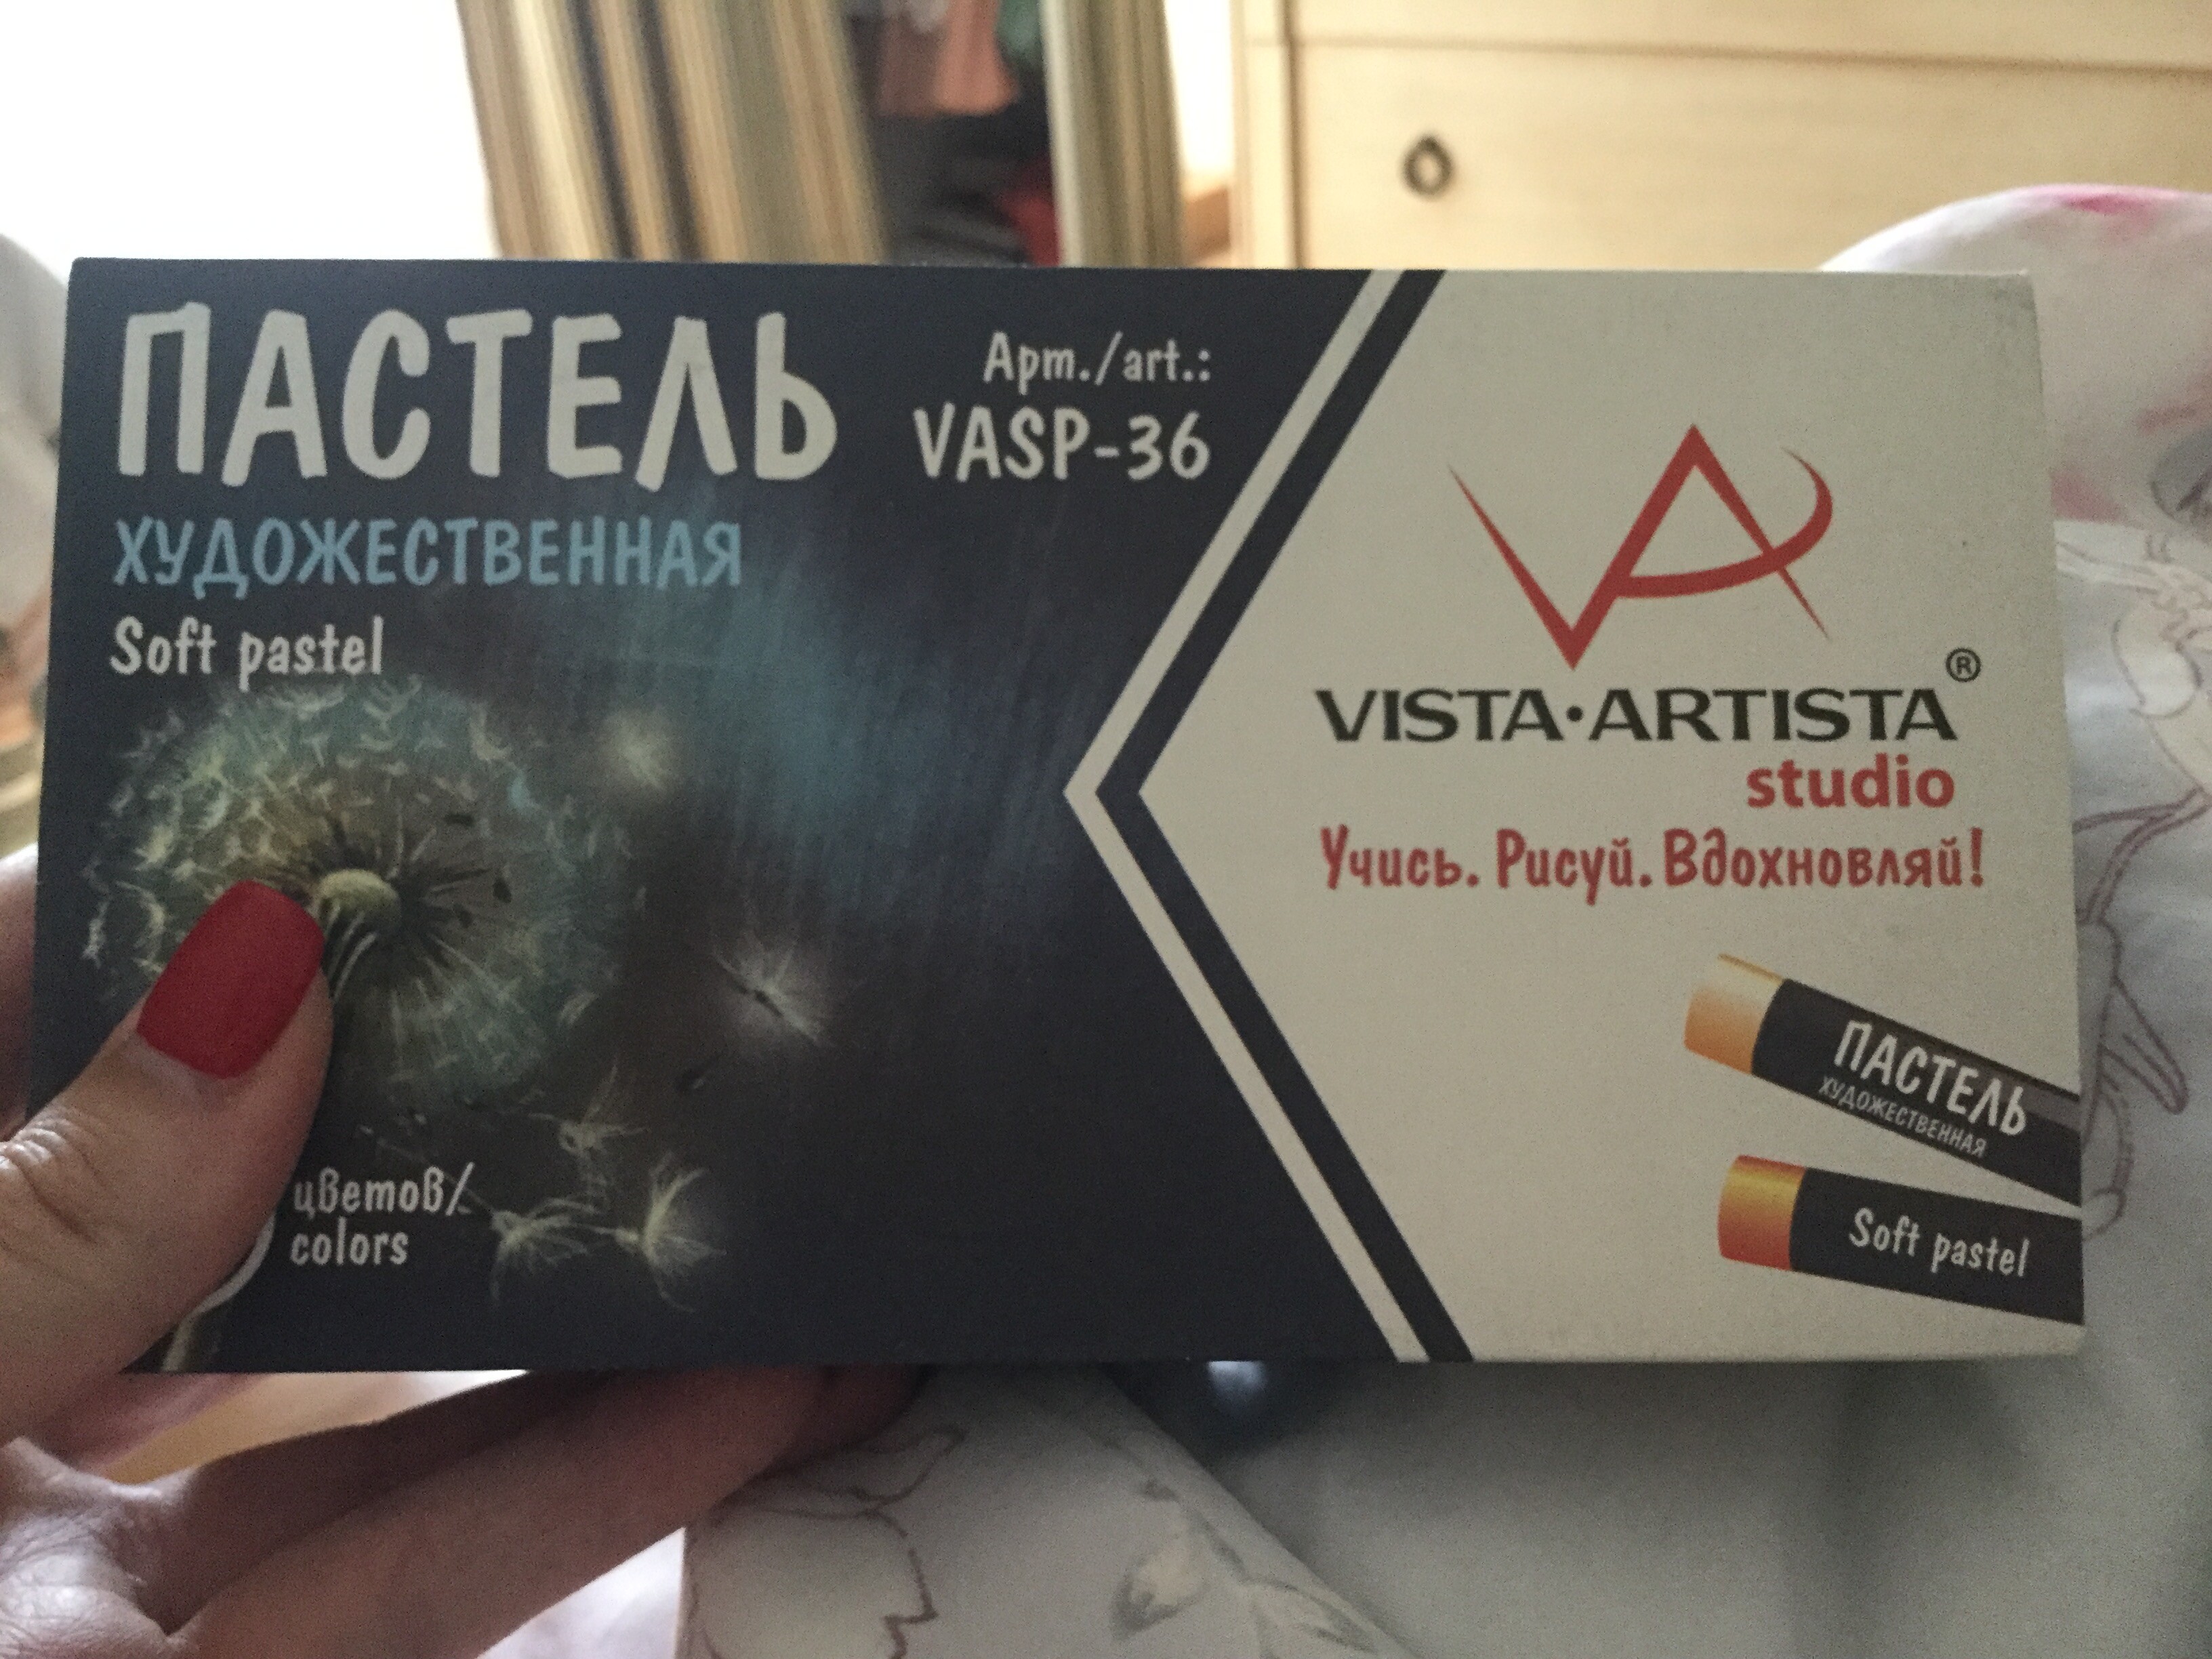 ПАСТЕЛЬ
ХУДОЖЕСТВЕННАЯ
Soft pastel
Арт./art.:
VASP-36
цветов/
colors
VISTA·ARTISTA®
studio
Учись. Рисуй. Вдохновляй!
ПАСТЕЛЬ
ХУДОЖЕСТВЕННАЯ
Soft pastel